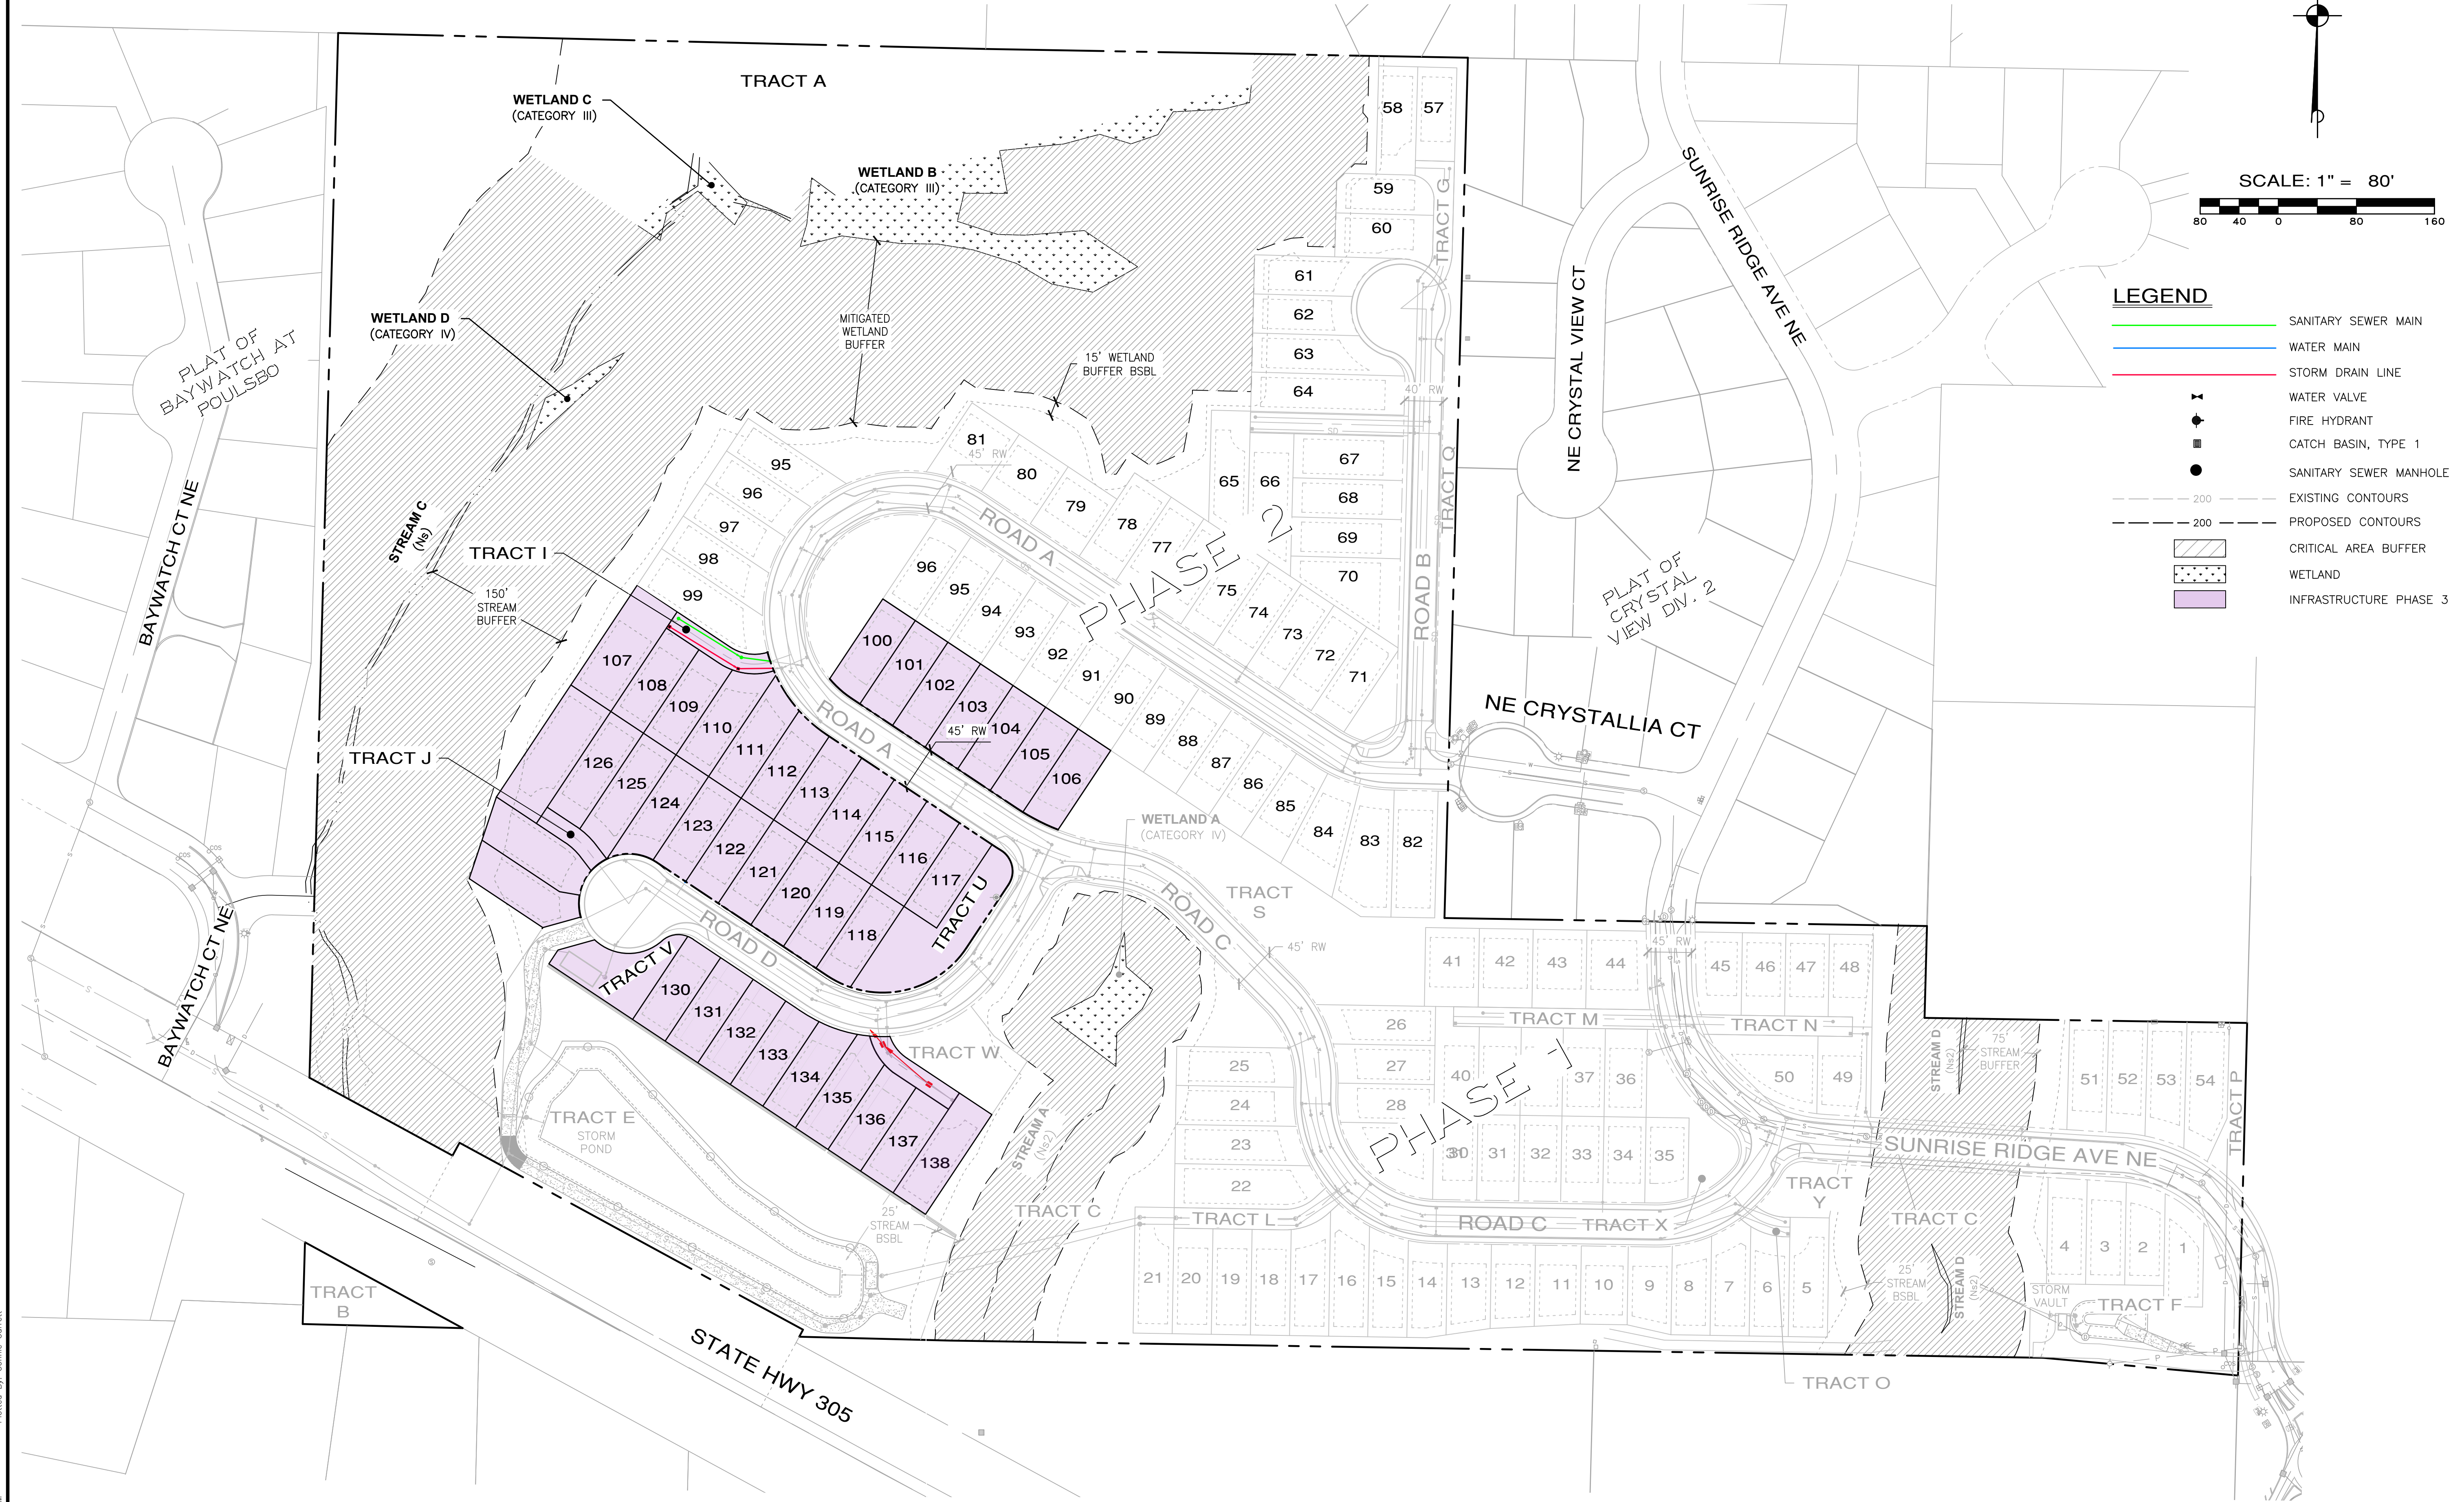 TRACT A
WETLAND C
(CATEGORY III)
WETLAND B
(CATEGORY III)
WETLAND D
(CATEGORY IV)
MITIGATED
WETLAND
BUFFER
15' WETLAND
BUFFER BSBL
PLAT OF
BAYWATCH AT
POULSBO
BAYWATCH CT NE
STREAM C
(Ns)
150'
STREAM
BUFFER
TRACT I
TRACT J
58
57
59
60
61
62
63
64
TRACT G
40' RW
TRACT Q
NE CRYSTAL VIEW CT
SUNRISE RIDGE AVE NE
SCALE: 1" = 80'
80
40
0
80
160
LEGEND
SANITARY SEWER MAIN
WATER MAIN
STORM DRAIN LINE
WATER VALVE
FIRE HYDRANT
CATCH BASIN, TYPE 1
SANITARY SEWER MANHOLE
200
EXISTING CONTOURS
200
PROPOSED CONTOURS
CRITICAL AREA BUFFER
WETLAND
INFRASTRUCTURE PHASE 3
PLAT OF
CRYSTAL
VIEW DIV. 2
NE CRYSTALLIA CT
81
45' RW
80
79
78
77
75
74
73
72
71
65
66
67
68
69
70
SD
ROAD A
PHASE 2
ROAD B
95
96
97
98
99
96
95
94
93
92
91
90
89
88
87
86
85
84
83
82
100
101
102
103
104
105
106
45' RW
ROAD A
107
108
109
110
111
112
113
114
115
116
117
126
125
124
123
122
121
120
119
118
TRACT U
TRACT V
ROAD D
130
131
132
133
134
135
136
137
138
TRACT W
WETLAND A
(CATEGORY IV)
ROAD C
TRACT
S
45' RW
STREAM A
(Ns2)
TRACT C
25'
STREAM
BSBL
TRACT E
STORM
POND
BAYWATCH CT NE
COS
COS
TRACT
B
STATE HWY 305
41
42
43
44
45' RW
45
46
47
48
TRACT M
TRACT N
26
27
28
25
24
23
22
40
37
36
50
49
PHASE 1
30
31
32
33
34
35
TRACT L
ROAD C
TRACT X
TRACT
Y
21
20
19
18
17
16
15
14
13
12
11
10
9
8
7
6
5
TRACT O
STREAM D
(Ns2)
75'
STREAM
BUFFER
51
52
53
54
TRACT P
SUNRISE RIDGE AVE NE
TRACT C
25'
STREAM
BSBL
STREAM D
(Ns2)
4
3
2
1
STORM
VAULT
TRACT F